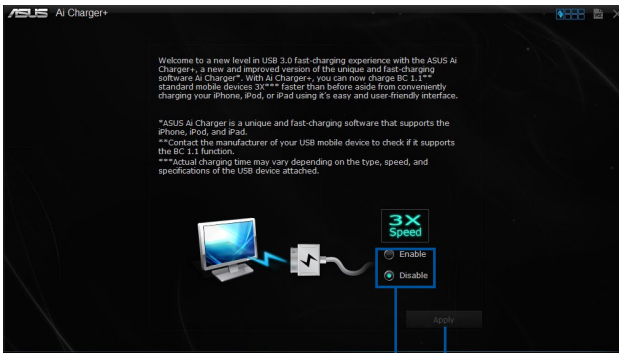 ASUS Ai Charger+
Welcome to a new level in USB 3.0 fast-charging experience with the ASUS Ai
Charger+, a new and improved version of the unique and fast-charging
software Ai Charger*. With Ai Charger+, you can now charge BC 1.1**
standard mobile devices 3X*** faster than before aside from conveniently
charging your iPhone, iPod, or iPad using it's easy and user-friendly interface.
*ASUS Ai Charger is a unique and fast-charging software that supports the
iPhone, iPod, and iPad.
**Contact the manufacturer of your USB mobile device to check if it supports
the BC 1.1 function.
***Actual charging time may vary depending on the type, speed, and
specifications of the USB device attached.
3X
Speed
Enable
Disable
Apply